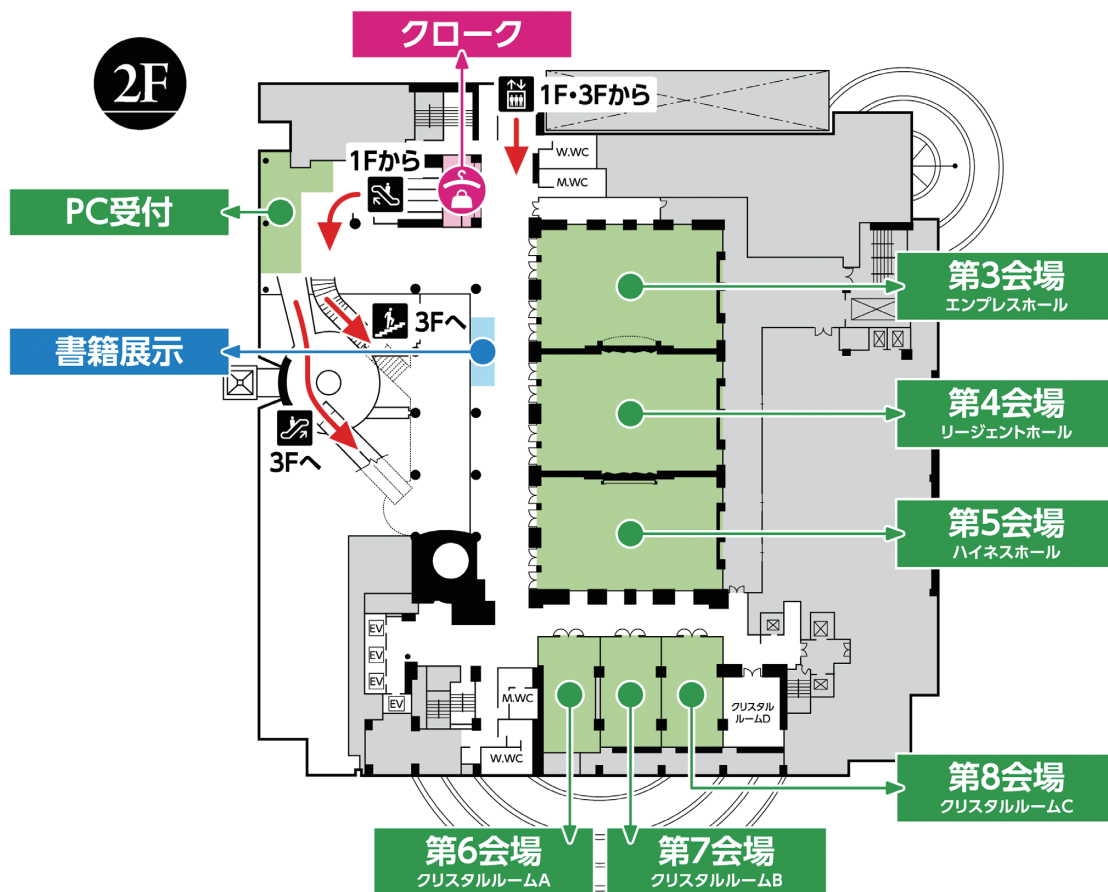 クローク
2F
1F・3Fから
W.WC
M.WC
1Fから
PC受付
第3会場
エンプレスホール
3Fへ
書籍展示
第4会場
リージェントホール
3Fへ
第5会場
ハイネスホール
EV
EV
EV
EV
M.WC
W.WC
クリスタル
ルームD
第8会場
クリスタルルームC
第6会場
クリスタルルームA
第7会場
クリスタルルームB